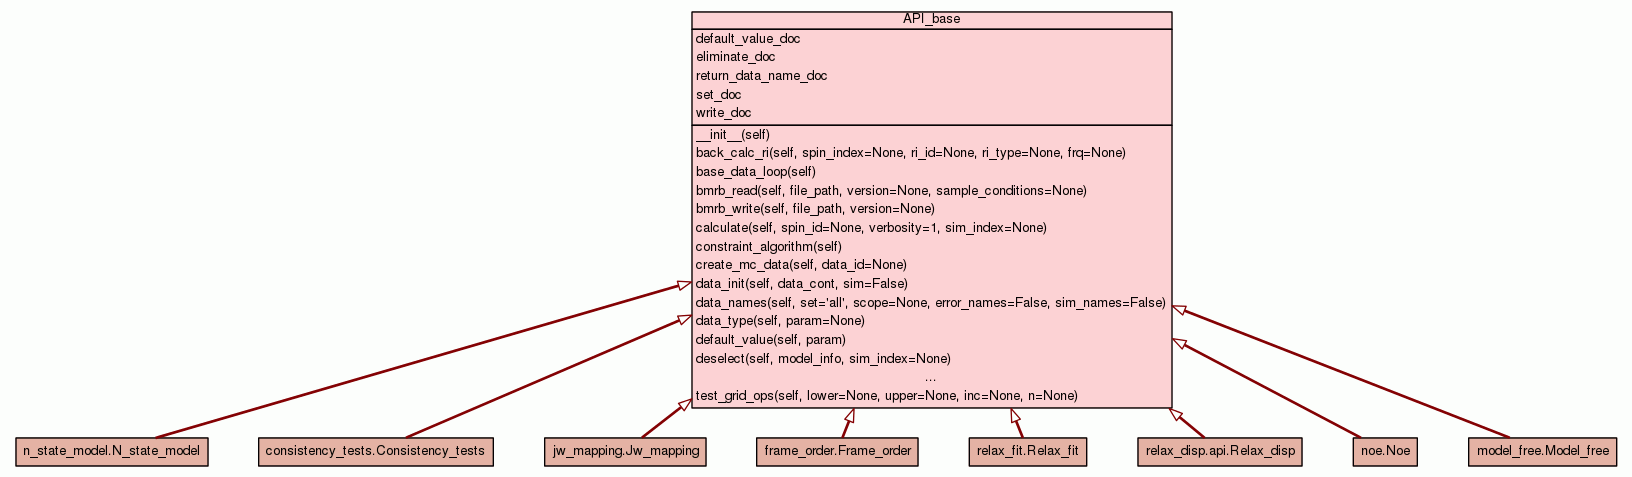 API_base
default_value_doc
eliminate_doc
return_data_name_doc
set_doc
write_doc
__init__(self)
back_calc_ri(self, spin_index=None, ri_id=None, ri_type=None, frq=None)
base_data_loop(self)
bmrb_read(self, file_path, version=None, sample_conditions=None)
bmrb_write(self, file_path, version=None)
calculate(self, spin_id=None, verbosity=1, sim_index=None)
constraint_algorithm(self)
create_mc_data(self, data_id=None)
data_init(self, data_cont, sim=False)
data_names(self, set='all', scope=None, error_names=False, sim_names=False)
data_type(self, param=None)
default_value(self, param)
deselect(self, model_info, sim_index=None)
...
test_grid_ops(self, lower=None, upper=None, inc=None, n=None)
n_state_model.N_state_model
consistency_tests.Consistency_tests
jw_mapping.Jw_mapping
frame_order.Frame_order
relax_fit.Relax_fit
relax_disp.api.Relax_disp
noe.Noe
model_free.Model_free